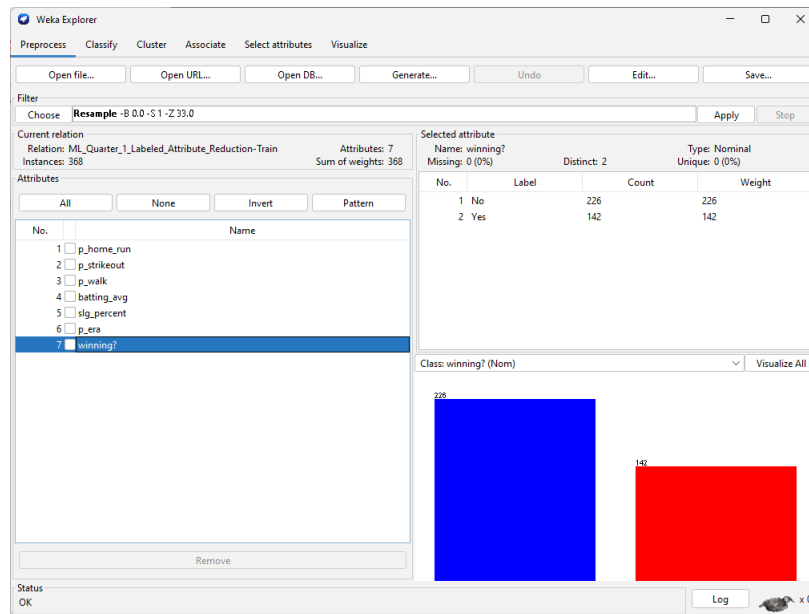 Weka Explorer
Preprocess Classify Cluster Associate Select attributes Visualize
Open file... Open URL... Open DB... Generate... Undo Edit... Save...
Filter
Choose Resample -B 0.0 -S 1 -Z 33.0 Apply Stop
Current relation
Relation: ML_Quarter_1_Labeled_Attribute_Reduction-Train Attributes: 7
Instances: 368 Sum of weights: 368
Attributes
All None Invert Pattern
No. Name
1 p_home_run
2 p_strikeout
3 p_walk
4 batting_avg
5 slg_percent
6 p_era
7 winning?
Remove
Selected attribute
Name: winning? Type: Nominal
Missing: 0 (0%) Distinct: 2 Unique: 0 (0%)
No. Label Count Weight
1 No 226 226
2 Yes 142 142
Class: winning? (Nom) Visualize All
226
142
Status
OK
Log